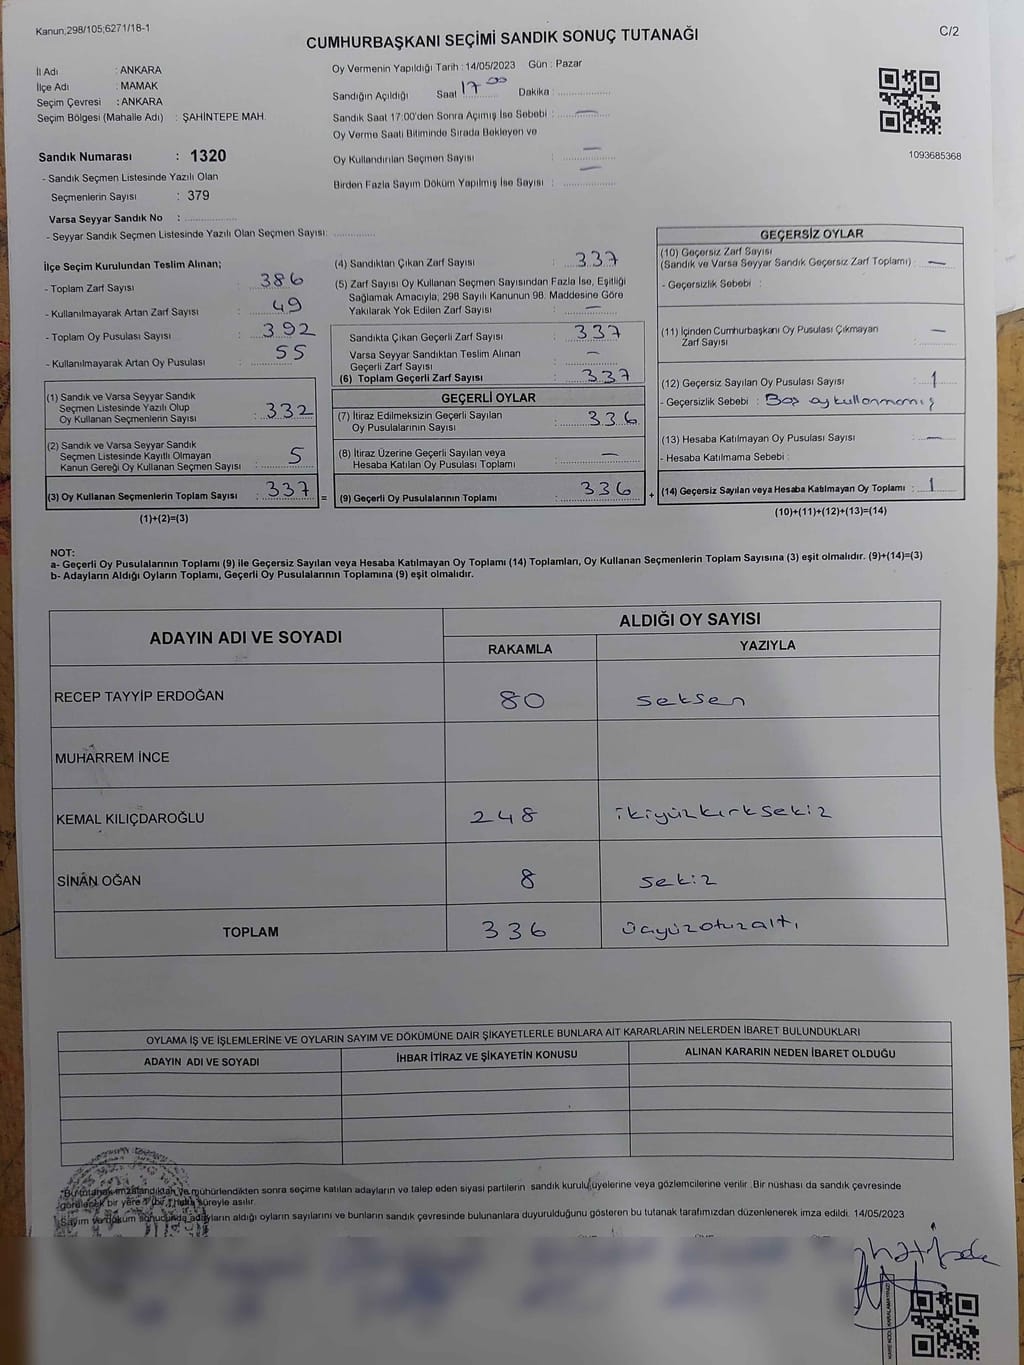 Kanun;298/105;6271/18-1
CUMHURBAŞKANI SEÇİMİ SANDIK SONUÇ TUTANAĞI
C/2
İl Adı : ANKARA
İlçe Adı : MAMAK
Seçim Çevresi : ANKARA
Seçim Bölgesi (Mahalle Adı) : ŞAHİNTEPE MAH.
Oy Vermenin Yapıldığı Tarih : 14/05/2023 Gün : Pazar
Sandığın Açıldığı Saat 17 00 Dakika :
Sandık Saat 17:00'den Sonra Açımış İse Sebebi : —
Oy Verme Saati Bitiminde Sırada Bekleyen ve
Oy Kullandırılan Seçmen Sayısı : —
Birden Fazla Sayım Döküm Yapılmış İse Sayısı : —
1093685368
Sandık Numarası : 1320
- Sandık Seçmen Listesinde Yazılı Olan
Seçmenlerin Sayısı : 379
Varsa Seyyar Sandık No :
- Seyyar Sandık Seçmen Listesinde Yazılı Olan Seçmen Sayısı:
İlçe Seçim Kurulundan Teslim Alınan;
- Toplam Zarf Sayısı : 386
- Kullanılmayarak Artan Zarf Sayısı : 49
- Toplam Oy Pusulası Sayısı : 392
- Kullanılmayarak Artan Oy Pusulası : 55
(1) Sandık ve Varsa Seyyar Sandık
Seçmen Listesinde Yazılı Olup
Oy Kullanan Seçmenlerin Sayısı : 332
(2) Sandık ve Varsa Seyyar Sandık
Seçmen Listesinde Kayıtlı Olmayan
Kanun Gereği Oy Kullanan Seçmen Sayısı : 5
(3) Oy Kullanan Seçmenlerin Toplam Sayısı : 337 =
(1)+(2)=(3)
(4) Sandıktan Çıkan Zarf Sayısı : 337
(5) Zarf Sayısı Oy Kullanan Seçmen Sayısından Fazla İse, Eşitliği
Sağlamak Amacıyla, 298 Sayılı Kanunun 98. Maddesine Göre
Yakılarak Yok Edilen Zarf Sayısı : —
Sandıkta Çıkan Geçerli Zarf Sayısı : 337
Varsa Seyyar Sandıktan Teslim Alınan
Geçerli Zarf Sayısı : —
(6) Toplam Geçerli Zarf Sayısı : 337
GEÇERLİ OYLAR
(7) İtiraz Edilmeksizin Geçerli Sayılan
Oy Pusulalarının Sayısı : 336
(8) İtiraz Üzerine Geçerli Sayılan veya
Hesaba Katılan Oy Pusulası Toplamı : —
(9) Geçerli Oy Pusulalarının Toplamı : 336 +
GEÇERSİZ OYLAR
(10) Geçersiz Zarf Sayısı
(Sandık ve Varsa Seyyar Sandık Geçersiz Zarf Toplamı) : —
- Geçersizlik Sebebi :
(11) İçinden Cumhurbaşkanı Oy Pusulası Çıkmayan
Zarf Sayısı : —
(12) Geçersiz Sayılan Oy Pusulası Sayısı : 1
- Geçersizlik Sebebi : Boş oy kullanmamış
(13) Hesaba Katılmayan Oy Pusulası Sayısı : —
- Hesaba Katılmama Sebebi :
(14) Geçersiz Sayılan veya Hesaba Katılmayan Oy Toplamı : 1
(10)+(11)+(12)+(13)=(14)
NOT:
a- Geçerli Oy Pusulalarının Toplamı (9) ile Geçersiz Sayılan veya Hesaba Katılmayan Oy Toplamı (14) Toplamları, Oy Kullanan Seçmenlerin Toplam Sayısına (3) eşit olmalıdır. (9)+(14)=(3)
b- Adayların Aldığı Oyların Toplamı, Geçerli Oy Pusulalarının Toplamına (9) eşit olmalıdır.
ADAYIN ADI VE SOYADI
ALDIĞI OY SAYISI
RAKAMLA YAZIYLA
RECEP TAYYİP ERDOĞAN 80 seksen
MUHARREM İNCE
KEMAL KILIÇDAROĞLU 248 ikiyüzkırksekiz
SİNAN OĞAN 8 sekiz
TOPLAM 336 üçyüzotuzaltı
OYLAMA İŞ VE İŞLEMLERİNE VE OYLARIN SAYIM VE DÖKÜMÜNE DAİR ŞİKAYETLERLE BUNLARA AİT KARARLARIN NELERDEN İBARET BULUNDUKLARI
ADAYIN ADI VE SOYADI İHBAR İTİRAZ VE ŞİKAYETİN KONUSU ALINAN KARARIN NEDEN İBARET OLDUĞU
*Bu tutanak imzalandıktan ve mühürlendikten sonra seçime katılan adayların ve talep eden siyasi partilerin sandık kurulu üyelerine veya gözlemcilerine verilir. Bir nüshası da sandık çevresinde
görülecek bir yere 1 (bir) hafta süreyle asılır.
Sayım ve döküm sonucunda adayların aldığı oyların sayılarını ve bunların sandık çevresinde bulunanlara duyurulduğunu gösteren bu tutanak tarafımızdan düzenlenerek imza edildi. 14/05/2023